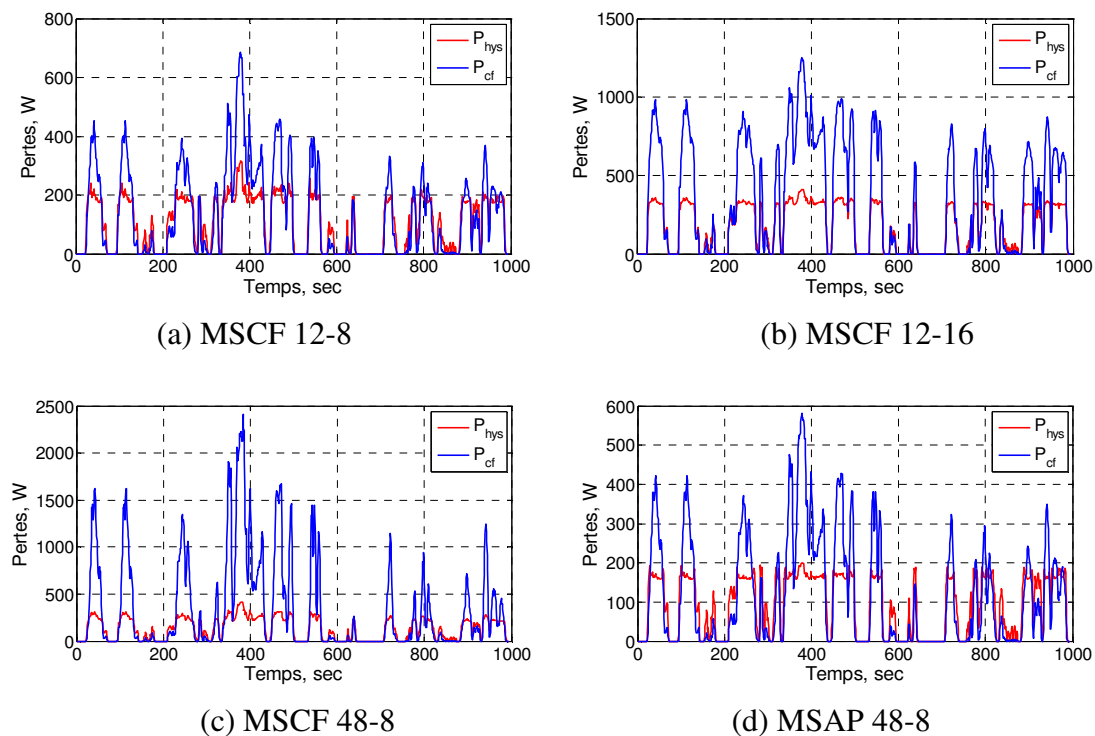 800
600
400
200
0
0 200 400 600 800 1000
Pertes, W
Temps, sec
P_hys
P_cf
(a) MSCF 12-8
1500
1000
500
0
0 200 400 600 800 1000
Pertes, W
Temps, sec
P_hys
P_cf
(b) MSCF 12-16
2500
2000
1500
1000
500
0
0 200 400 600 800 1000
Pertes, W
Temps, sec
P_hys
P_cf
(c) MSCF 48-8
600
500
400
300
200
100
0
0 200 400 600 800 1000
Pertes, W
Temps, sec
P_hys
P_cf
(d) MSAP 48-8